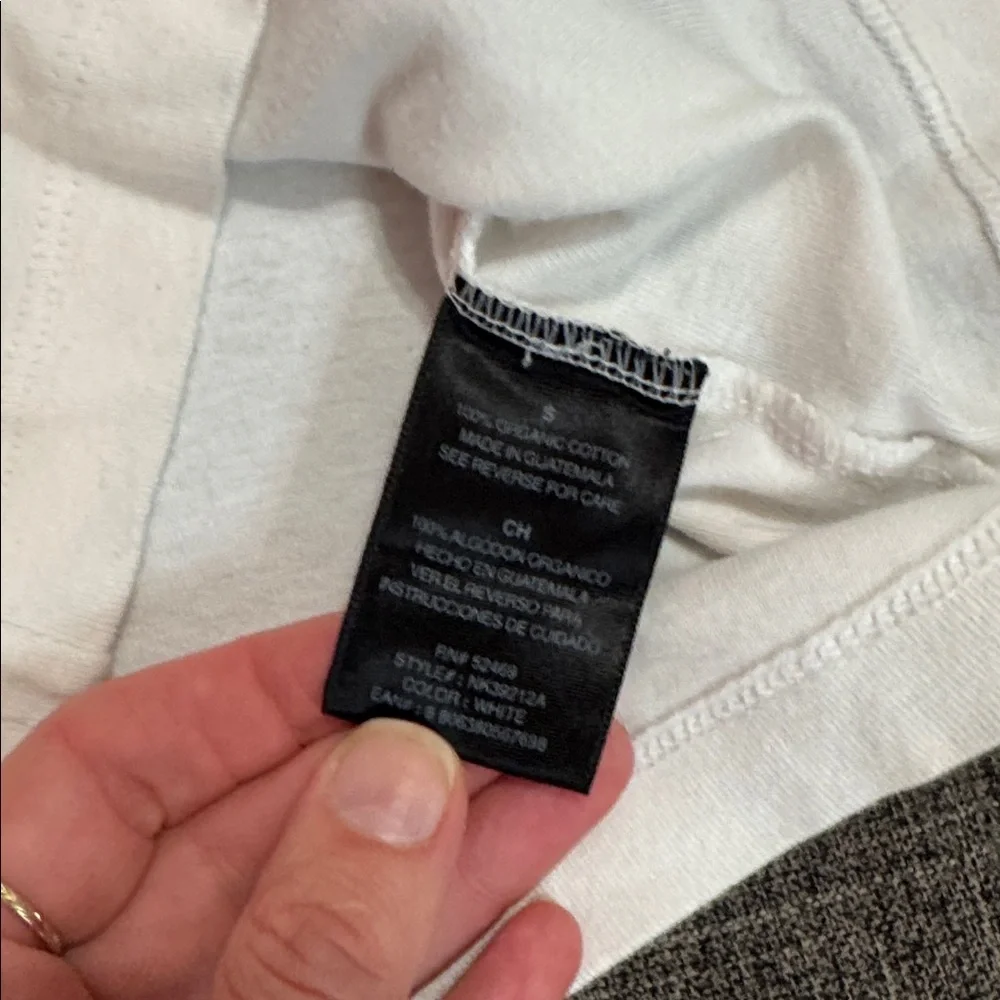 S
100% ORGANIC COTTON
MADE IN GUATEMALA
SEE REVERSE FOR CARE
CH
100% ALGODON ORGANICO
HECHO EN GUATEMALA
VER EL REVERSO PARA
INSTRUCCIONES DE CUIDADO
RN# 52469
STYLE# : NK39212A
COLOR : WHITE
EAN# :